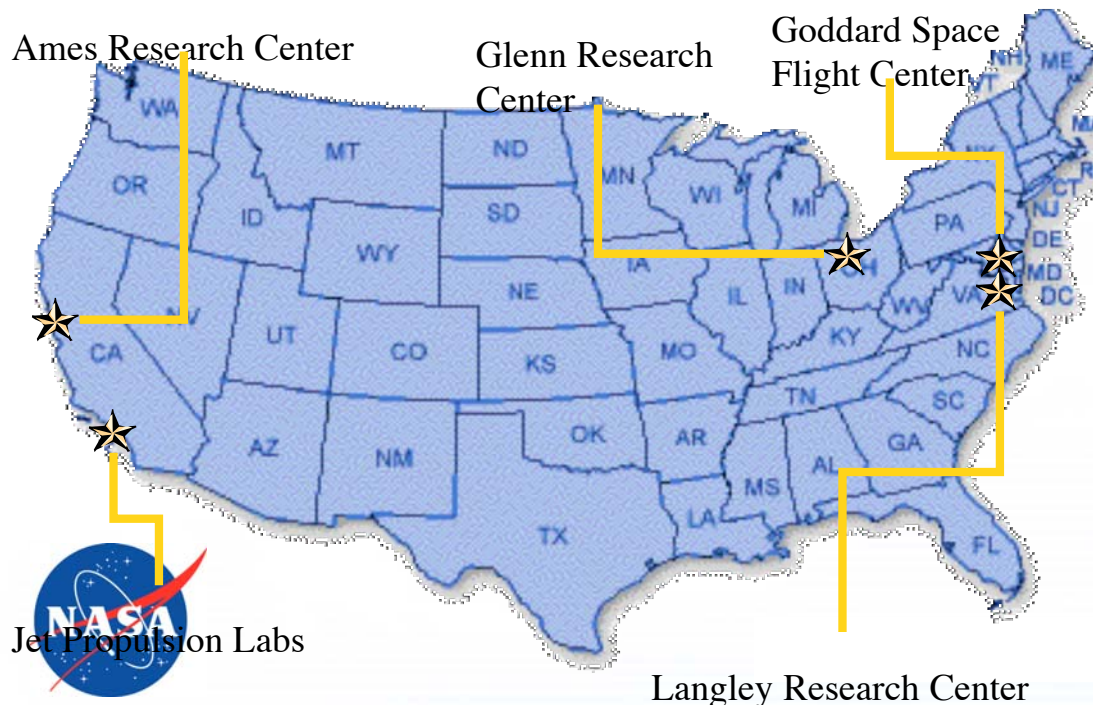 Ames Research Center
Glenn Research
Center
Goddard Space
Flight Center
NH
ME
VT
WA
MT
ND
MN
NY
MA
OR
ID
SD
WI
MI
CT
NJ
PA
WY
IA
OH
DE
NE
IL
IN
MD
NV
UT
CO
WV
VA
DC
CA
KS
MO
KY
NC
TN
SC
AZ
NM
OK
AR
GA
MS
AL
TX
LA
FL
NASA
Jet Propulsion Labs
Langley Research Center